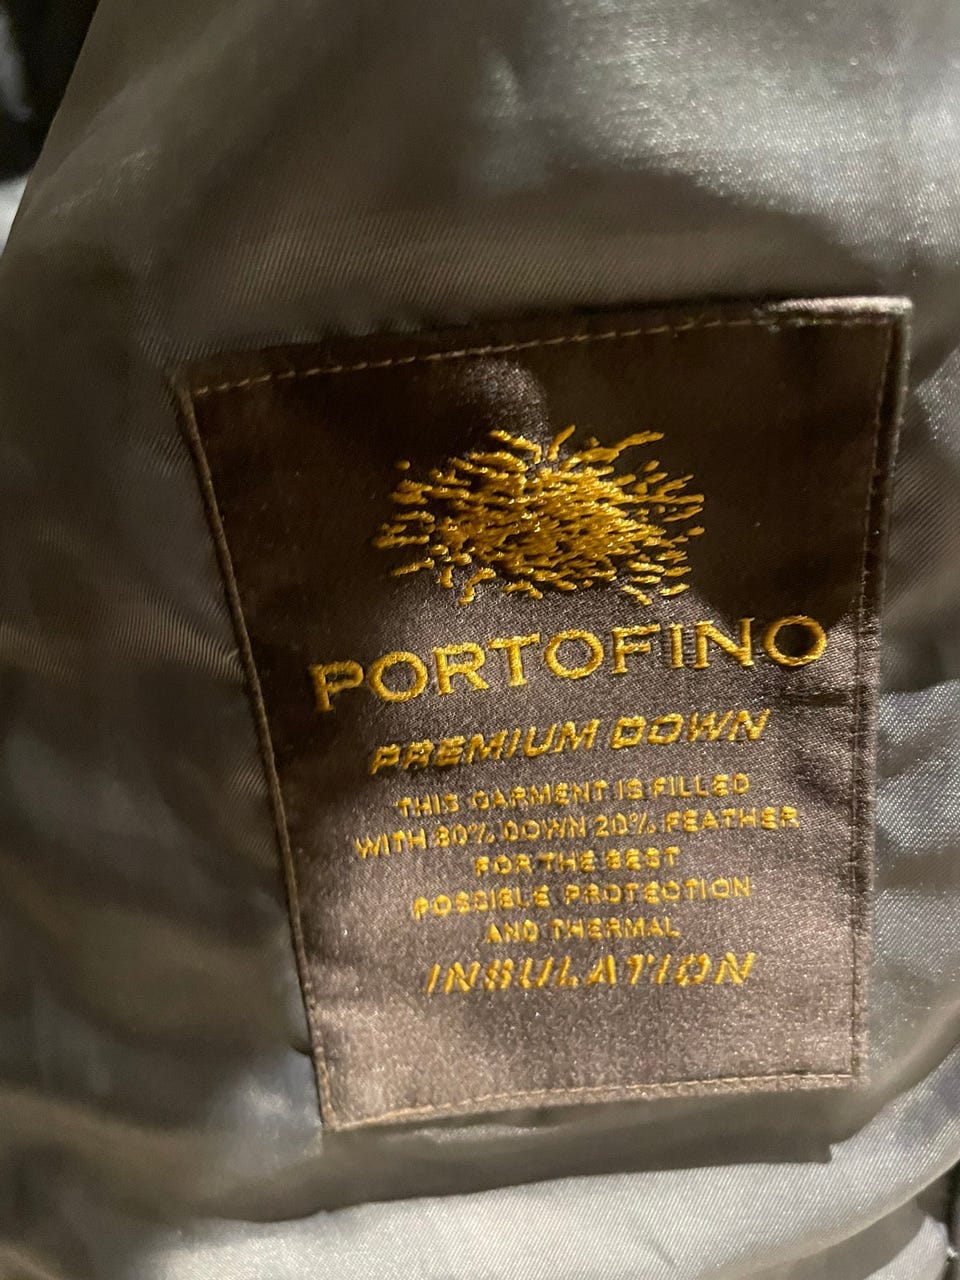 PORTOFINO
PREMIUM DOWN
THIS GARMENT IS FILLED
WITH 80% DOWN 20% FEATHER
FOR THE BEST
POSSIBLE PROTECTION
AND THERMAL
INSULATION